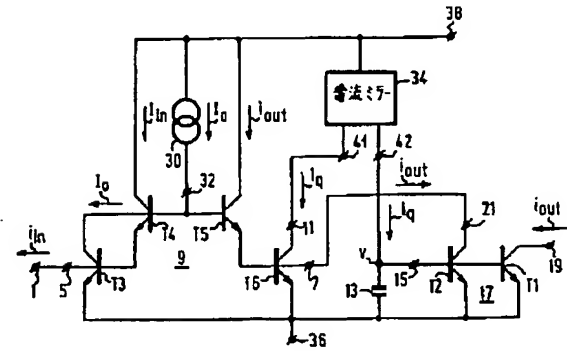 38
電流ミラー
34
Iin
Io
iout
30
41
42
Io
32
Iq
iout
iin
T4
T5
11
Iq
21
iout
1
5
T3
9
T6
7
V
13
15
T2
17
T1
19
36